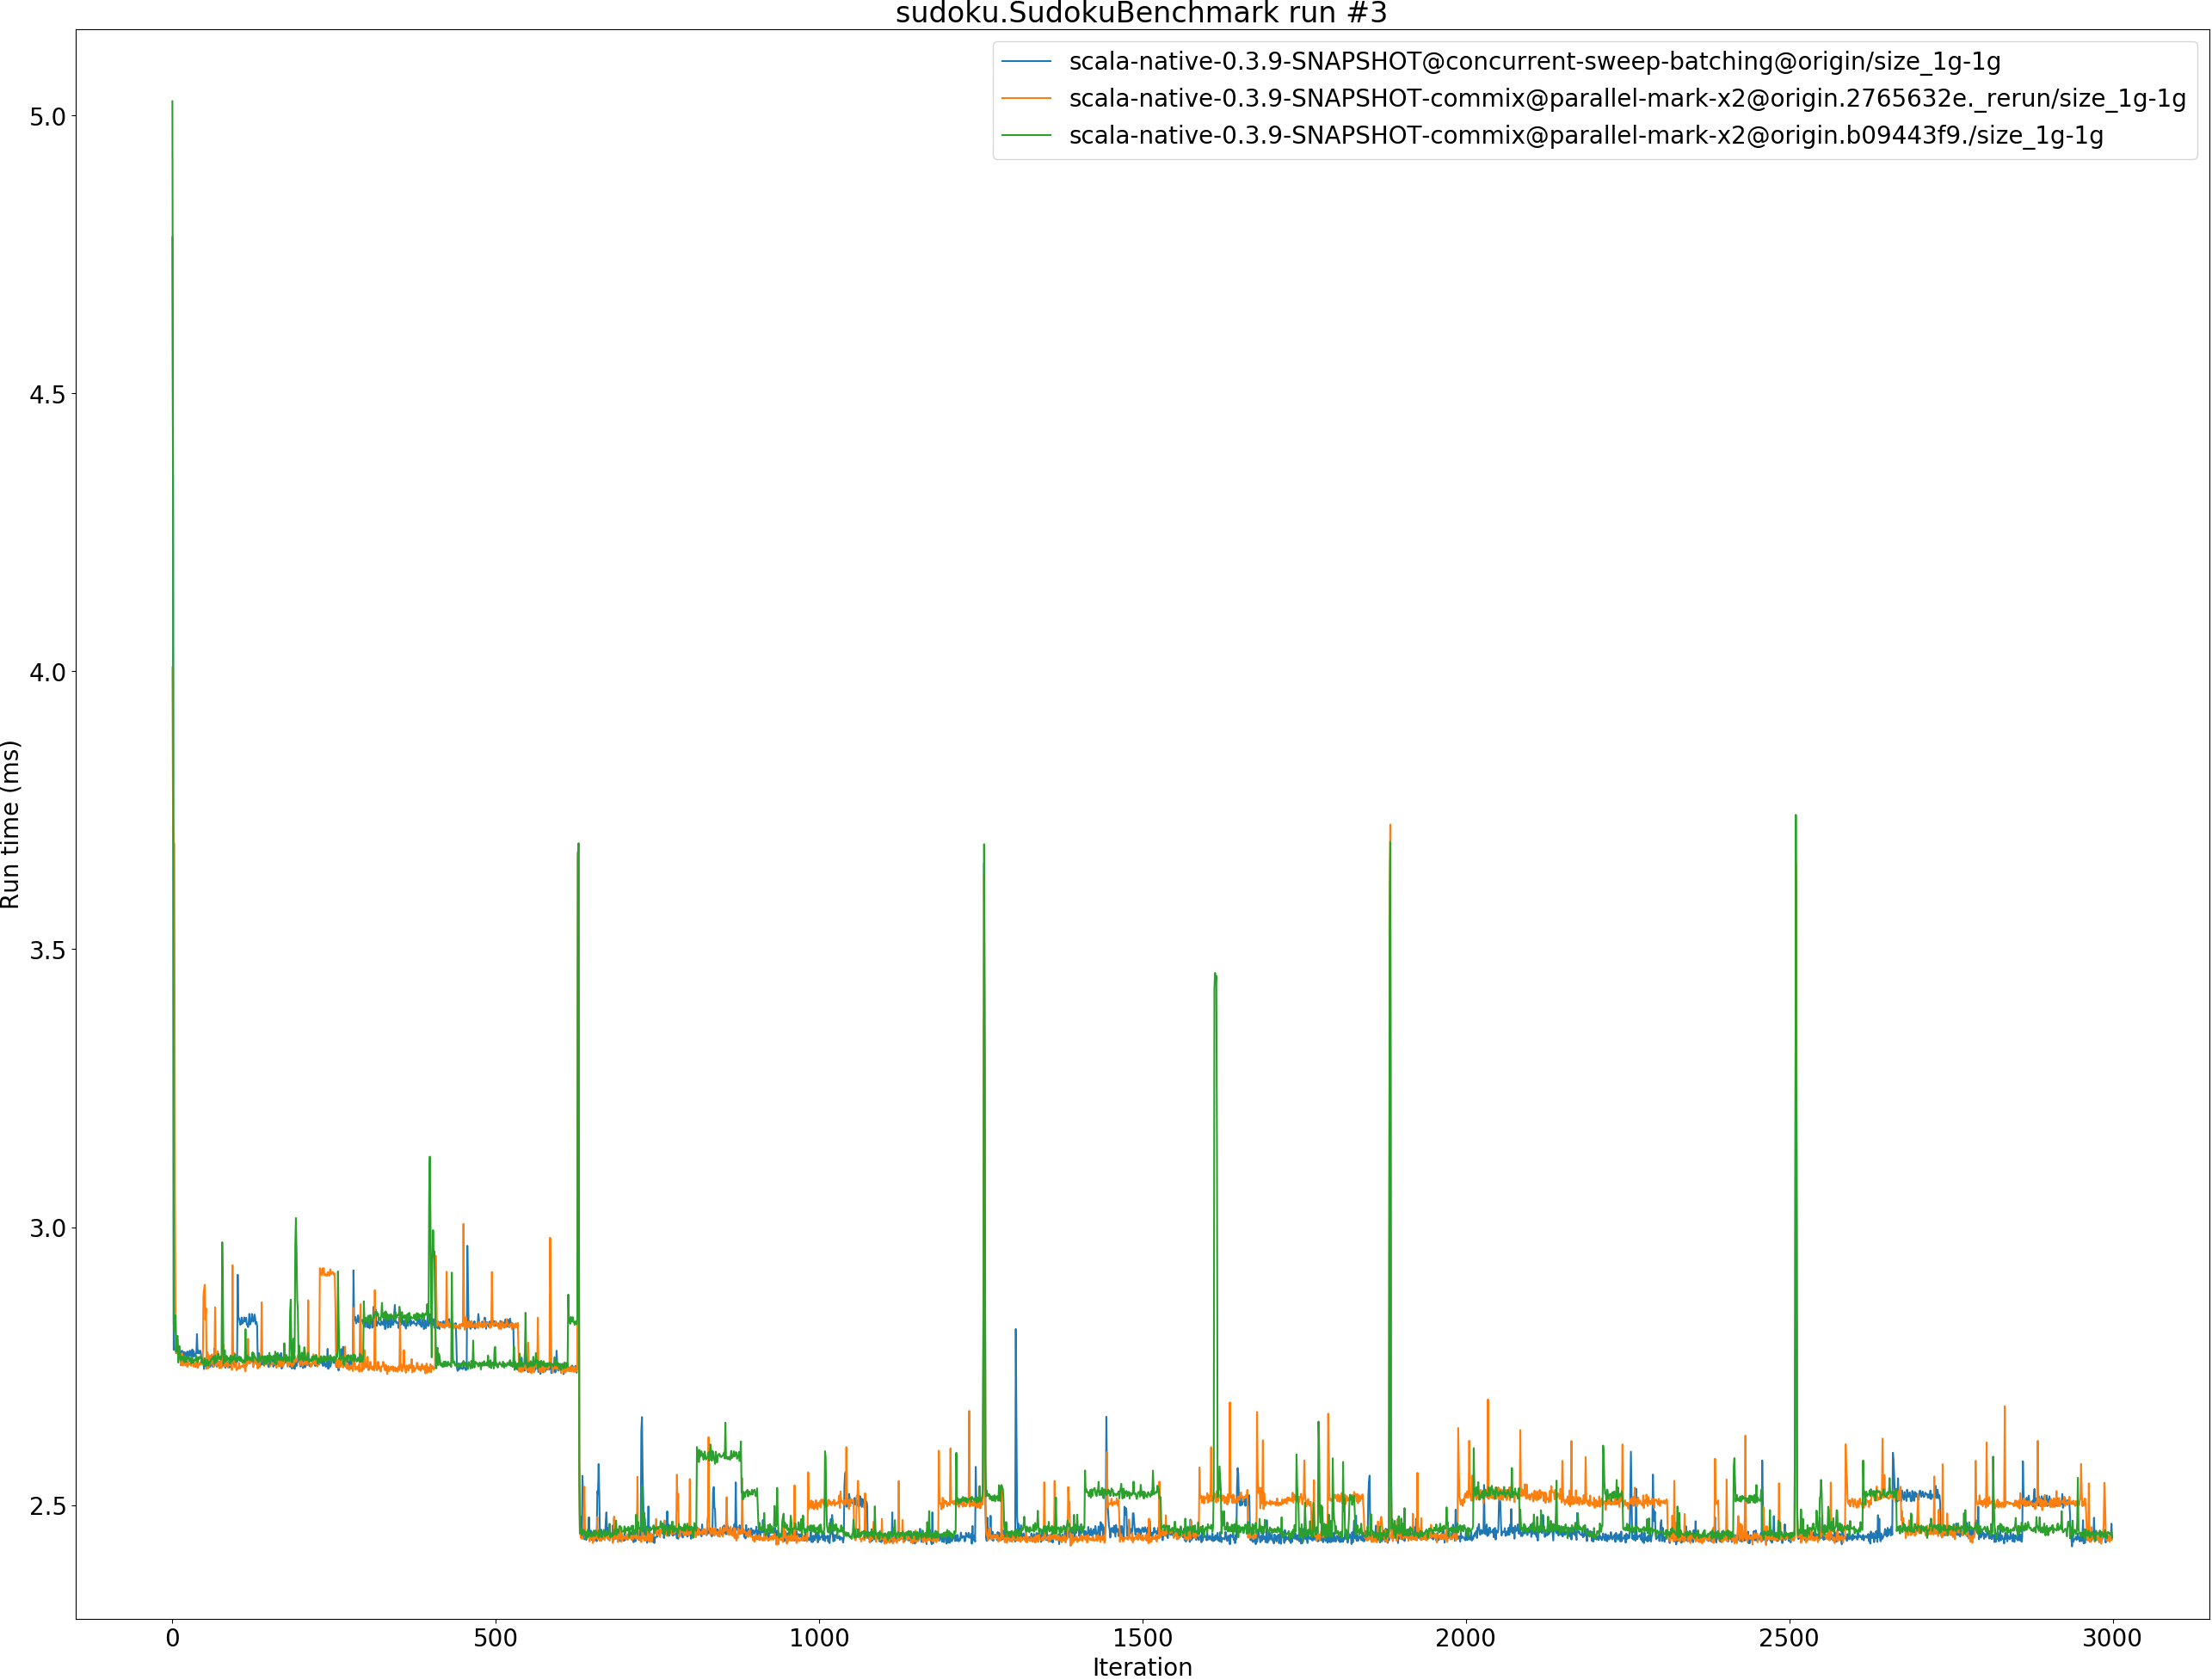 sudoku.SudokuBenchmark run #3
scala-native-0.3.9-SNAPSHOT@concurrent-sweep-batching@origin/size_1g-1g
scala-native-0.3.9-SNAPSHOT-commix@parallel-mark-x2@origin.2765632e._rerun/size_1g-1g
scala-native-0.3.9-SNAPSHOT-commix@parallel-mark-x2@origin.b09443f9./size_1g-1g
Run time (ms)
5.0
4.5
4.0
3.5
3.0
2.5
0 500 1000 1500 2000 2500 3000
Iteration